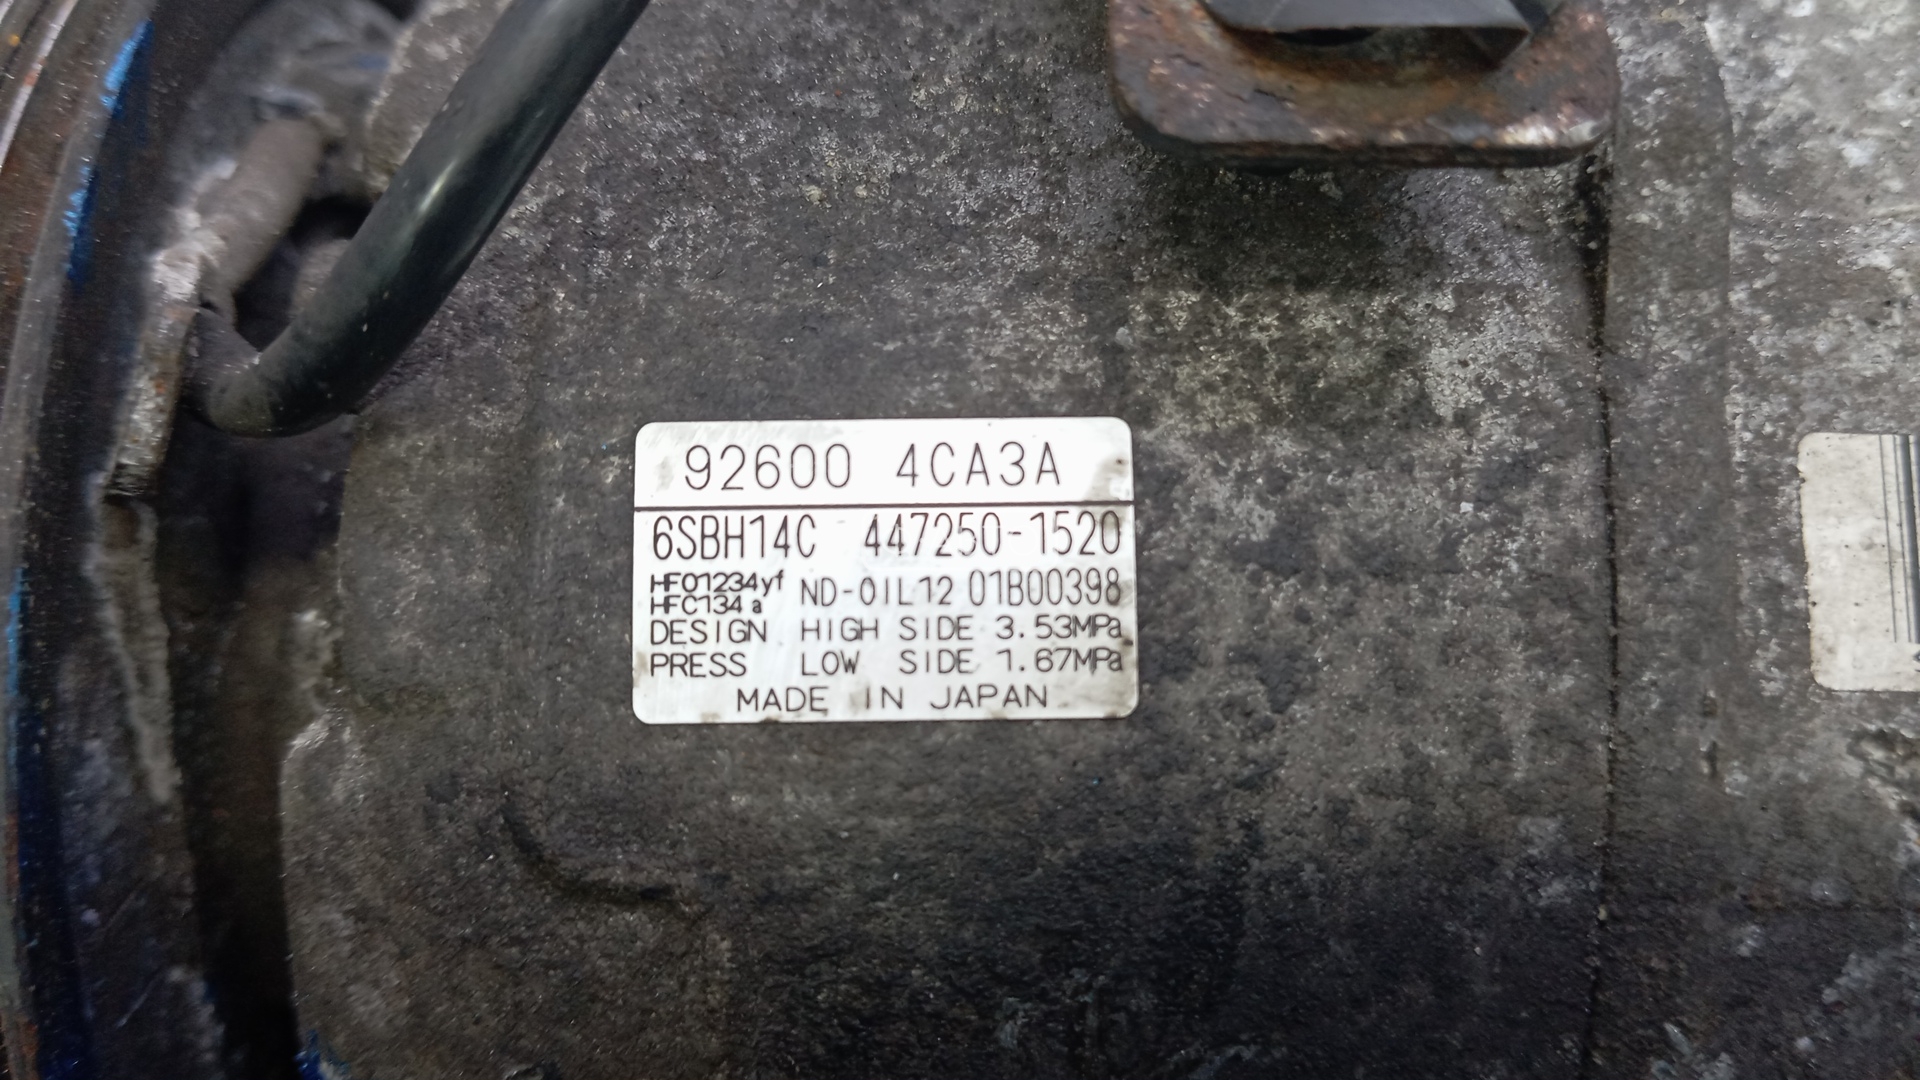 92600 4CA3A
6SBH14C 447250-1520
HFO1234yf
HFC134a
ND-OIL12 01B00398
DESIGN HIGH SIDE 3.53MPa
PRESS LOW SIDE 1.67MPa
MADE IN JAPAN